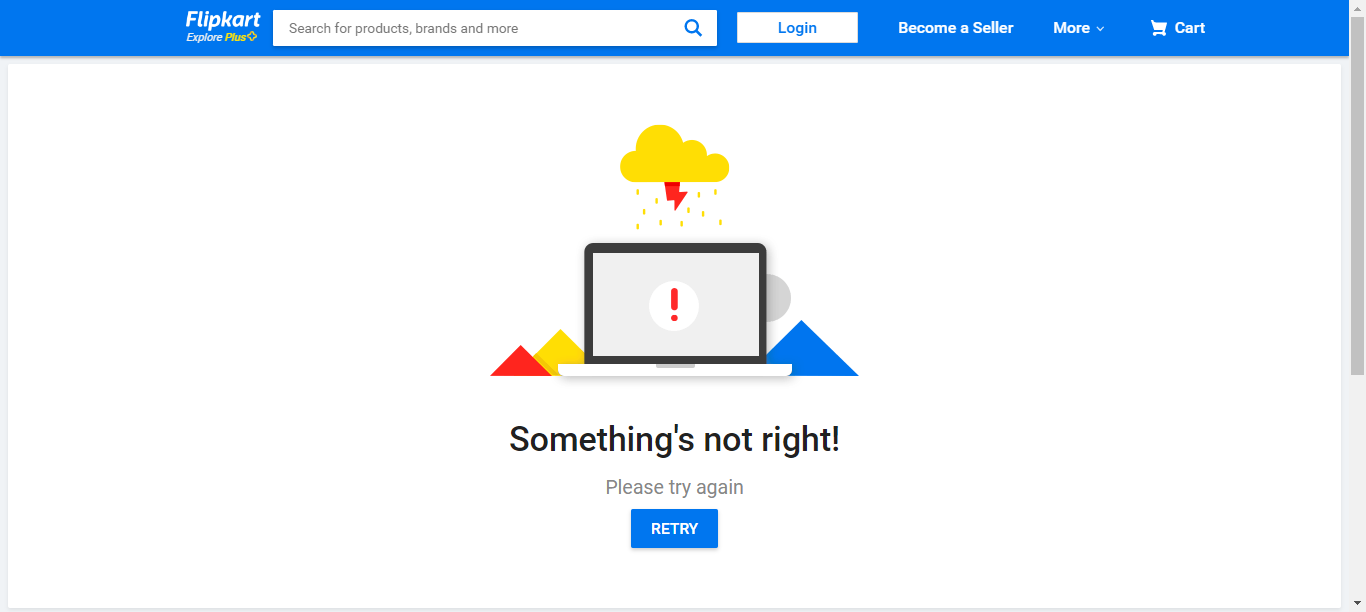 Flipkart
Explore Plus
Search for products, brands and more
Login
Become a Seller
More
Cart
Something's not right!
Please try again
RETRY